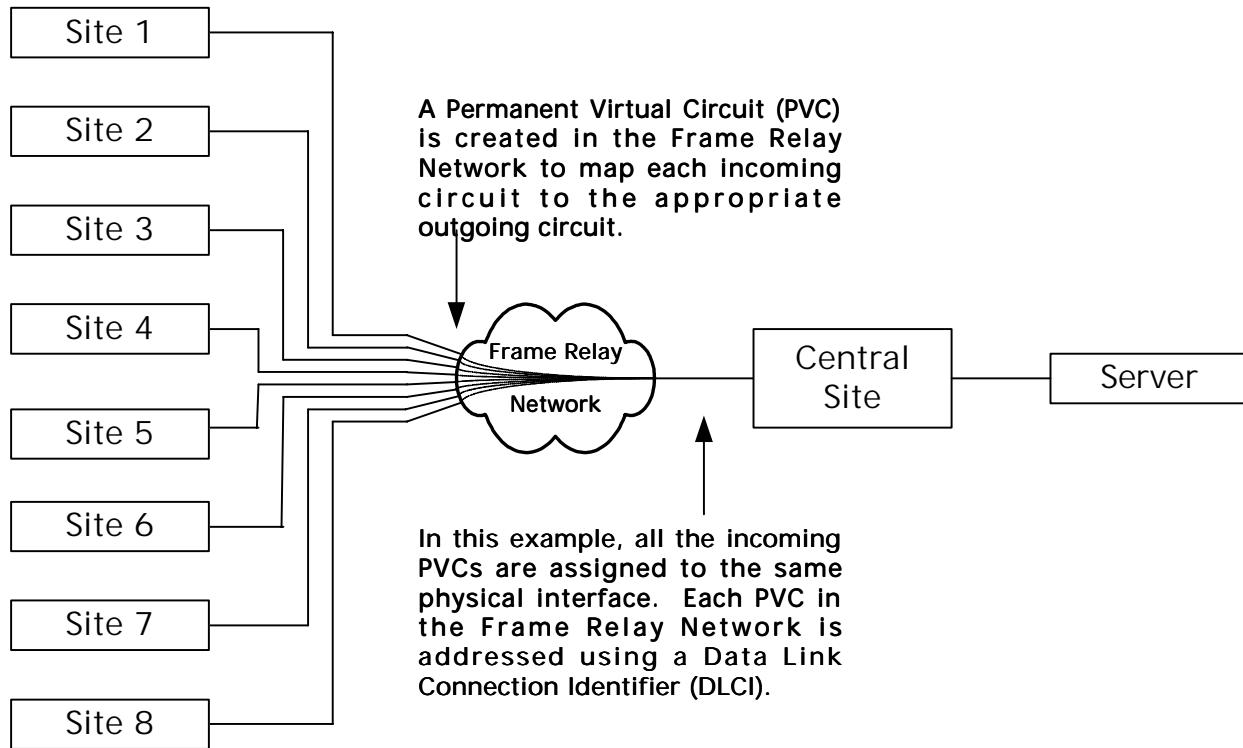 Site 1
Site 2
Site 3
Site 4
Site 5
Site 6
Site 7
Site 8
A Permanent Virtual Circuit (PVC)
is created in the Frame Relay
Network to map each incoming
circuit to the appropriate
outgoing circuit.
Frame Relay
Network
Central
Site
Server
In this example, all the incoming
PVCs are assigned to the same
physical interface. Each PVC in
the Frame Relay Network is
addressed using a Data Link
Connection Identifier (DLCI).